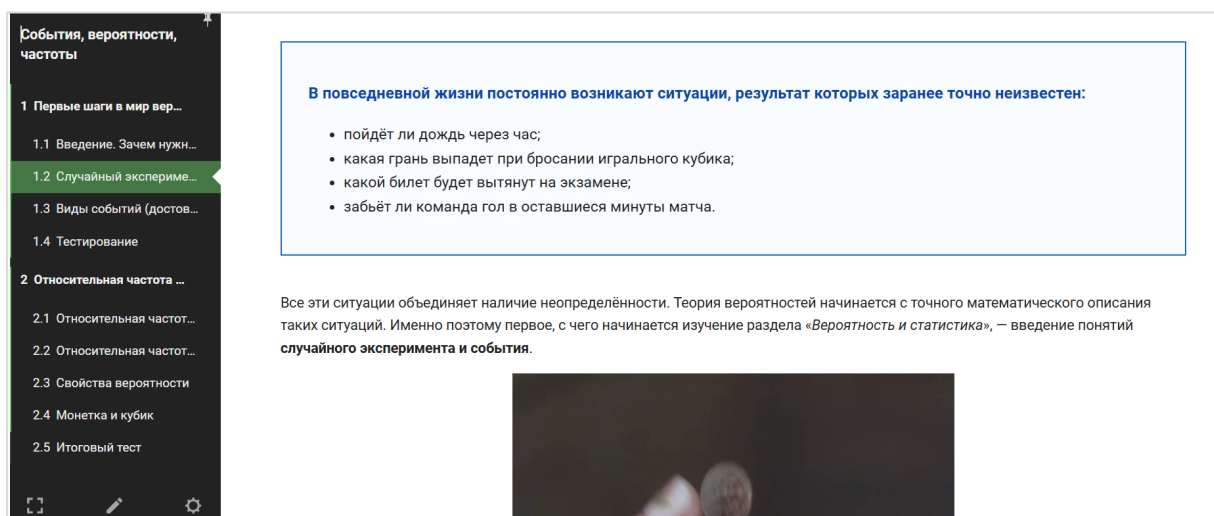 События, вероятности,
частоты
1 Первые шаги в мир вер...
1.1 Введение. Зачем нужн...
1.2 Случайный экспериме...
1.3 Виды событий (достов...
1.4 Тестирование
2 Относительная частота ...
2.1 Относительная частот...
2.2 Относительная частот...
2.3 Свойства вероятности
2.4 Монетка и кубик
2.5 Итоговый тест
В повседневной жизни постоянно возникают ситуации, результат которых заранее точно неизвестен:
• пойдёт ли дождь через час;
• какая грань выпадет при бросании игрального кубика;
• какой билет будет вытянут на экзамене;
• забьёт ли команда гол в оставшиеся минуты матча.
Все эти ситуации объединяет наличие неопределённости. Теория вероятностей начинается с точного математического описания
таких ситуаций. Именно поэтому первое, с чего начинается изучение раздела «Вероятность и статистика», — введение понятий
случайного эксперимента и события.